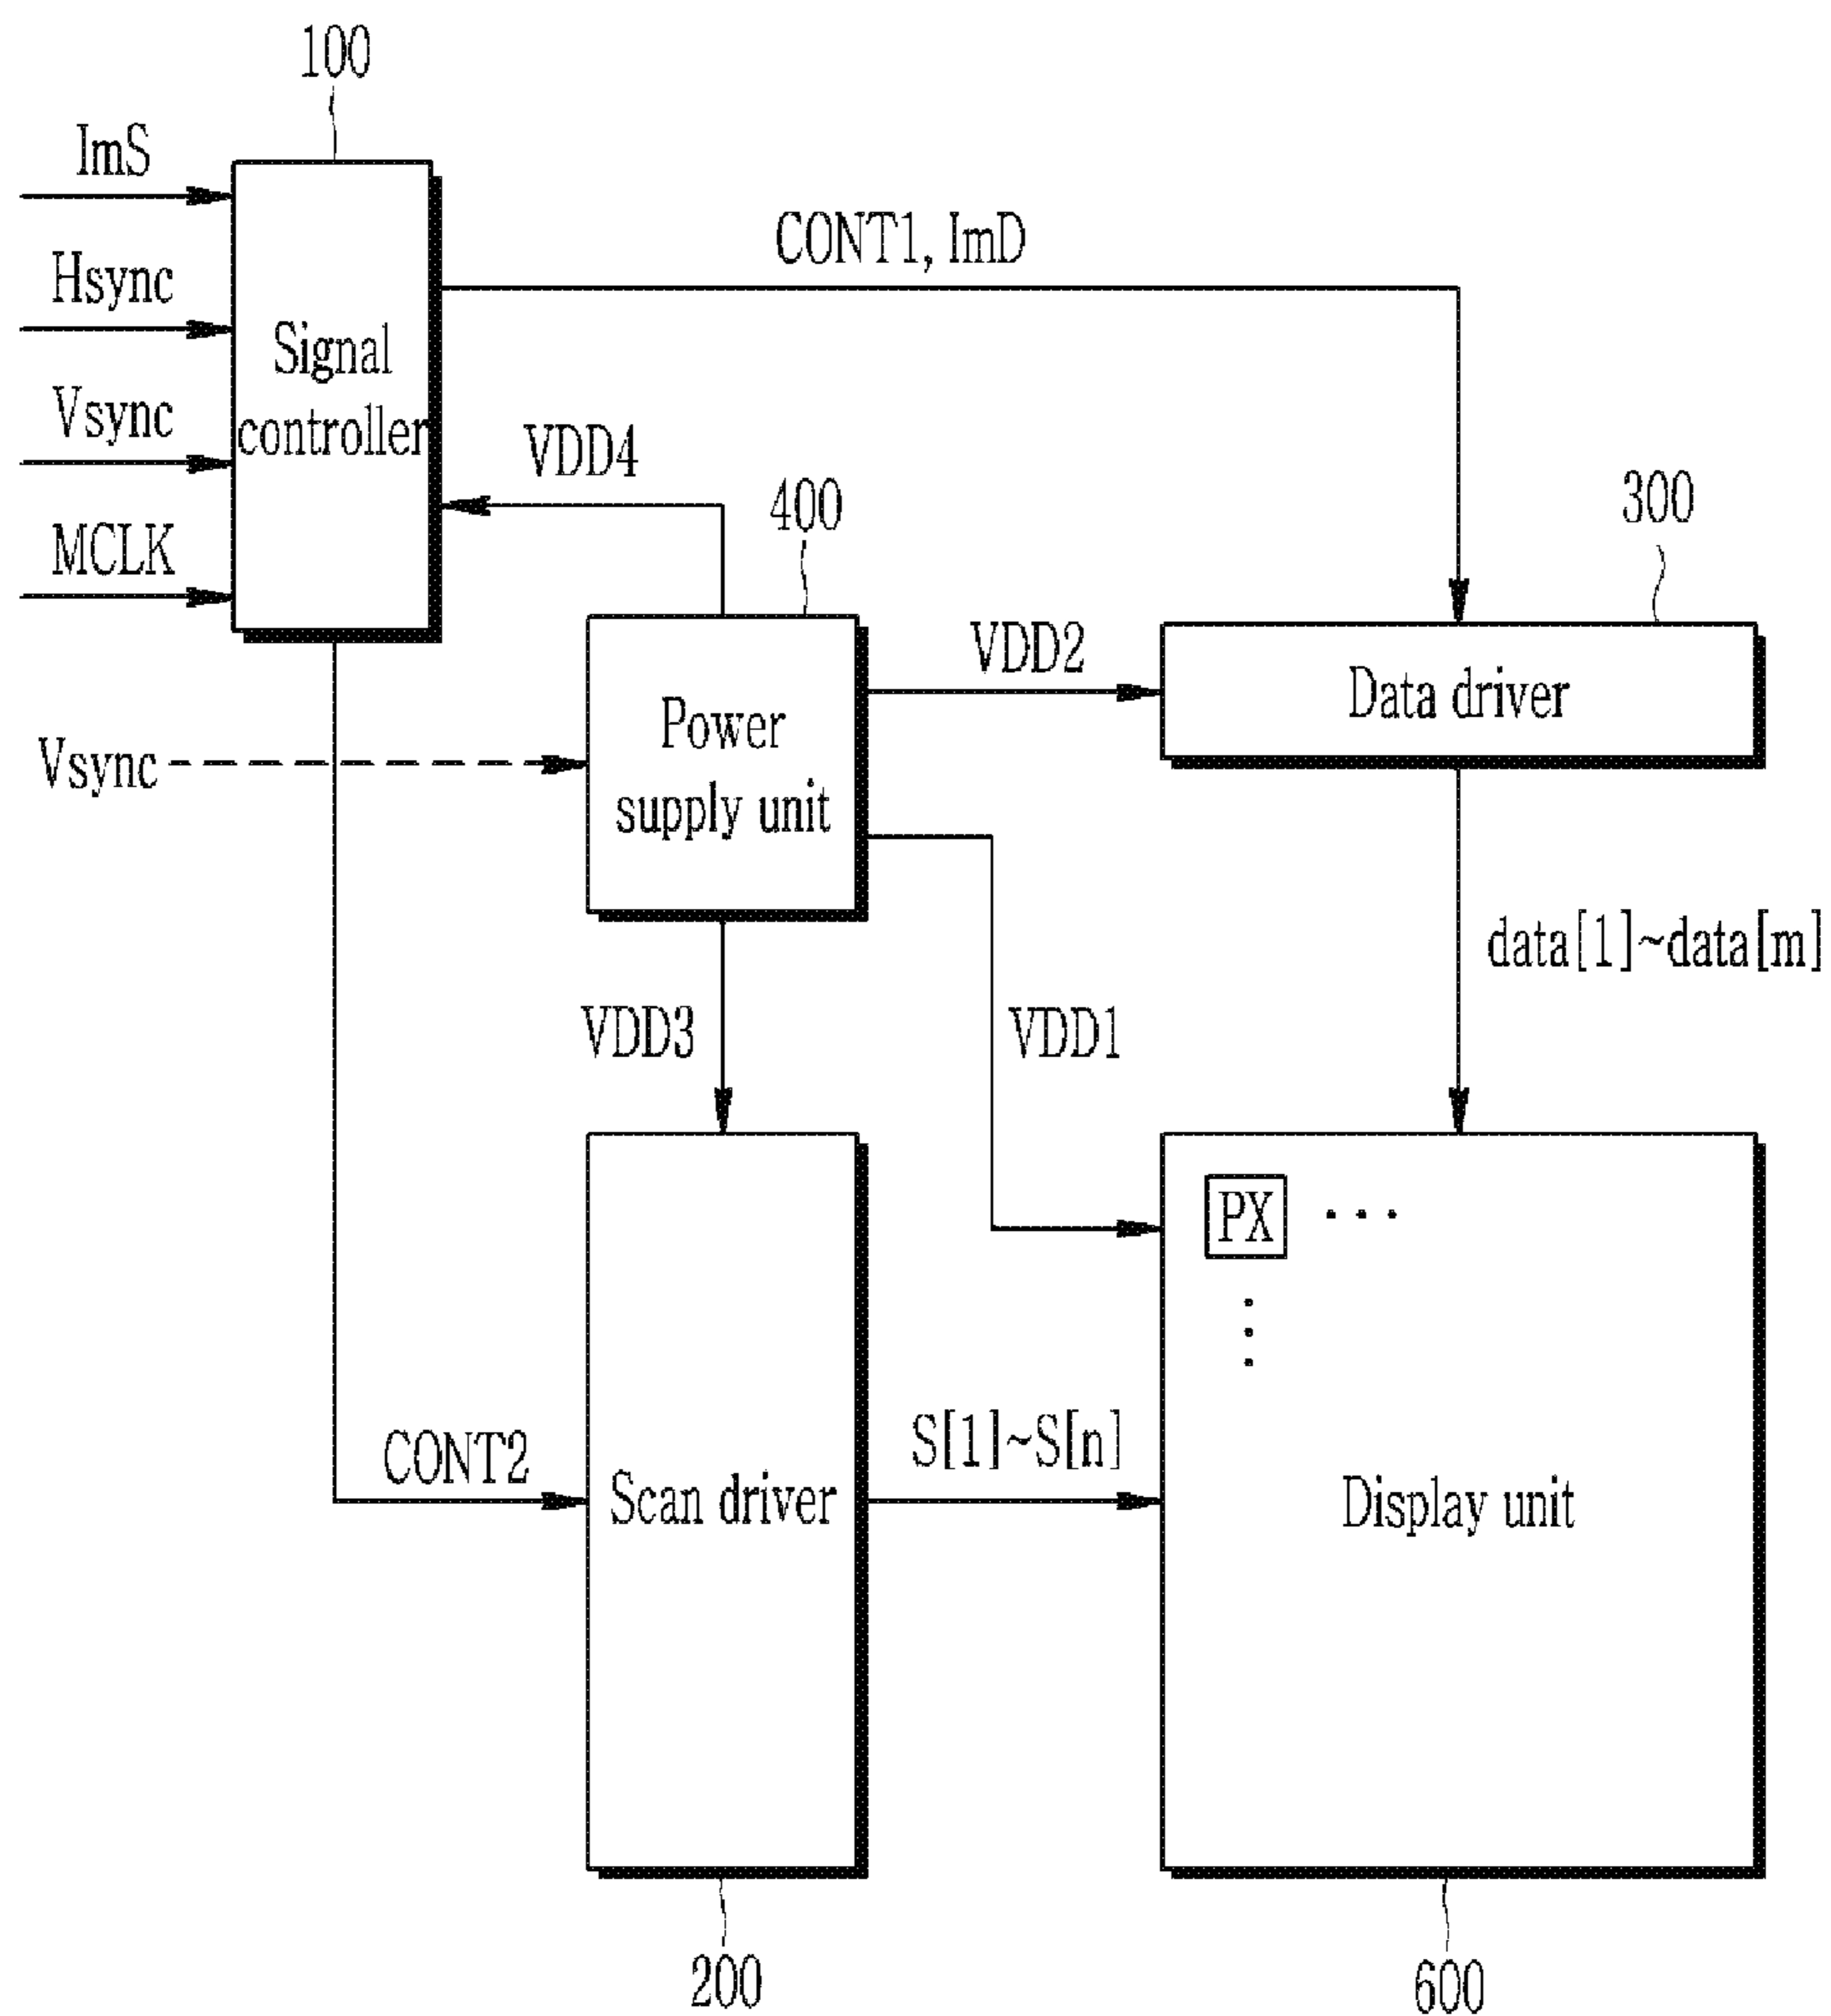 100
ImS
CONT1, ImD
Hsync
Signal
controller
Vsync
VDD4
400
300
MCLK
VDD2
Data driver
Power
supply unit
Vsync
data[1]~data[m]
VDD3
VDD1
PX ...
CONT2
S[1]~S[n]
Scan driver
Display unit
200
600